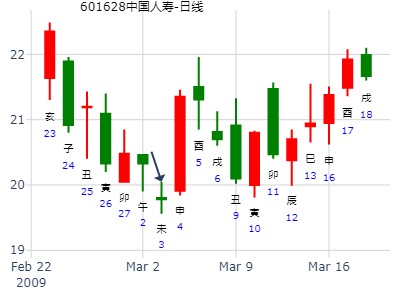 601628中国人寿-日线
22
21
20
19
亥
23
子
24
丑
25
寅
26
卯
27
午
2
未
3
申
4
酉
5
戌
6
丑
9
寅
10
卯
11
辰
12
巳
13
申
16
酉
17
戌
18
Feb 22
2009
Mar 2
Mar 9
Mar 16